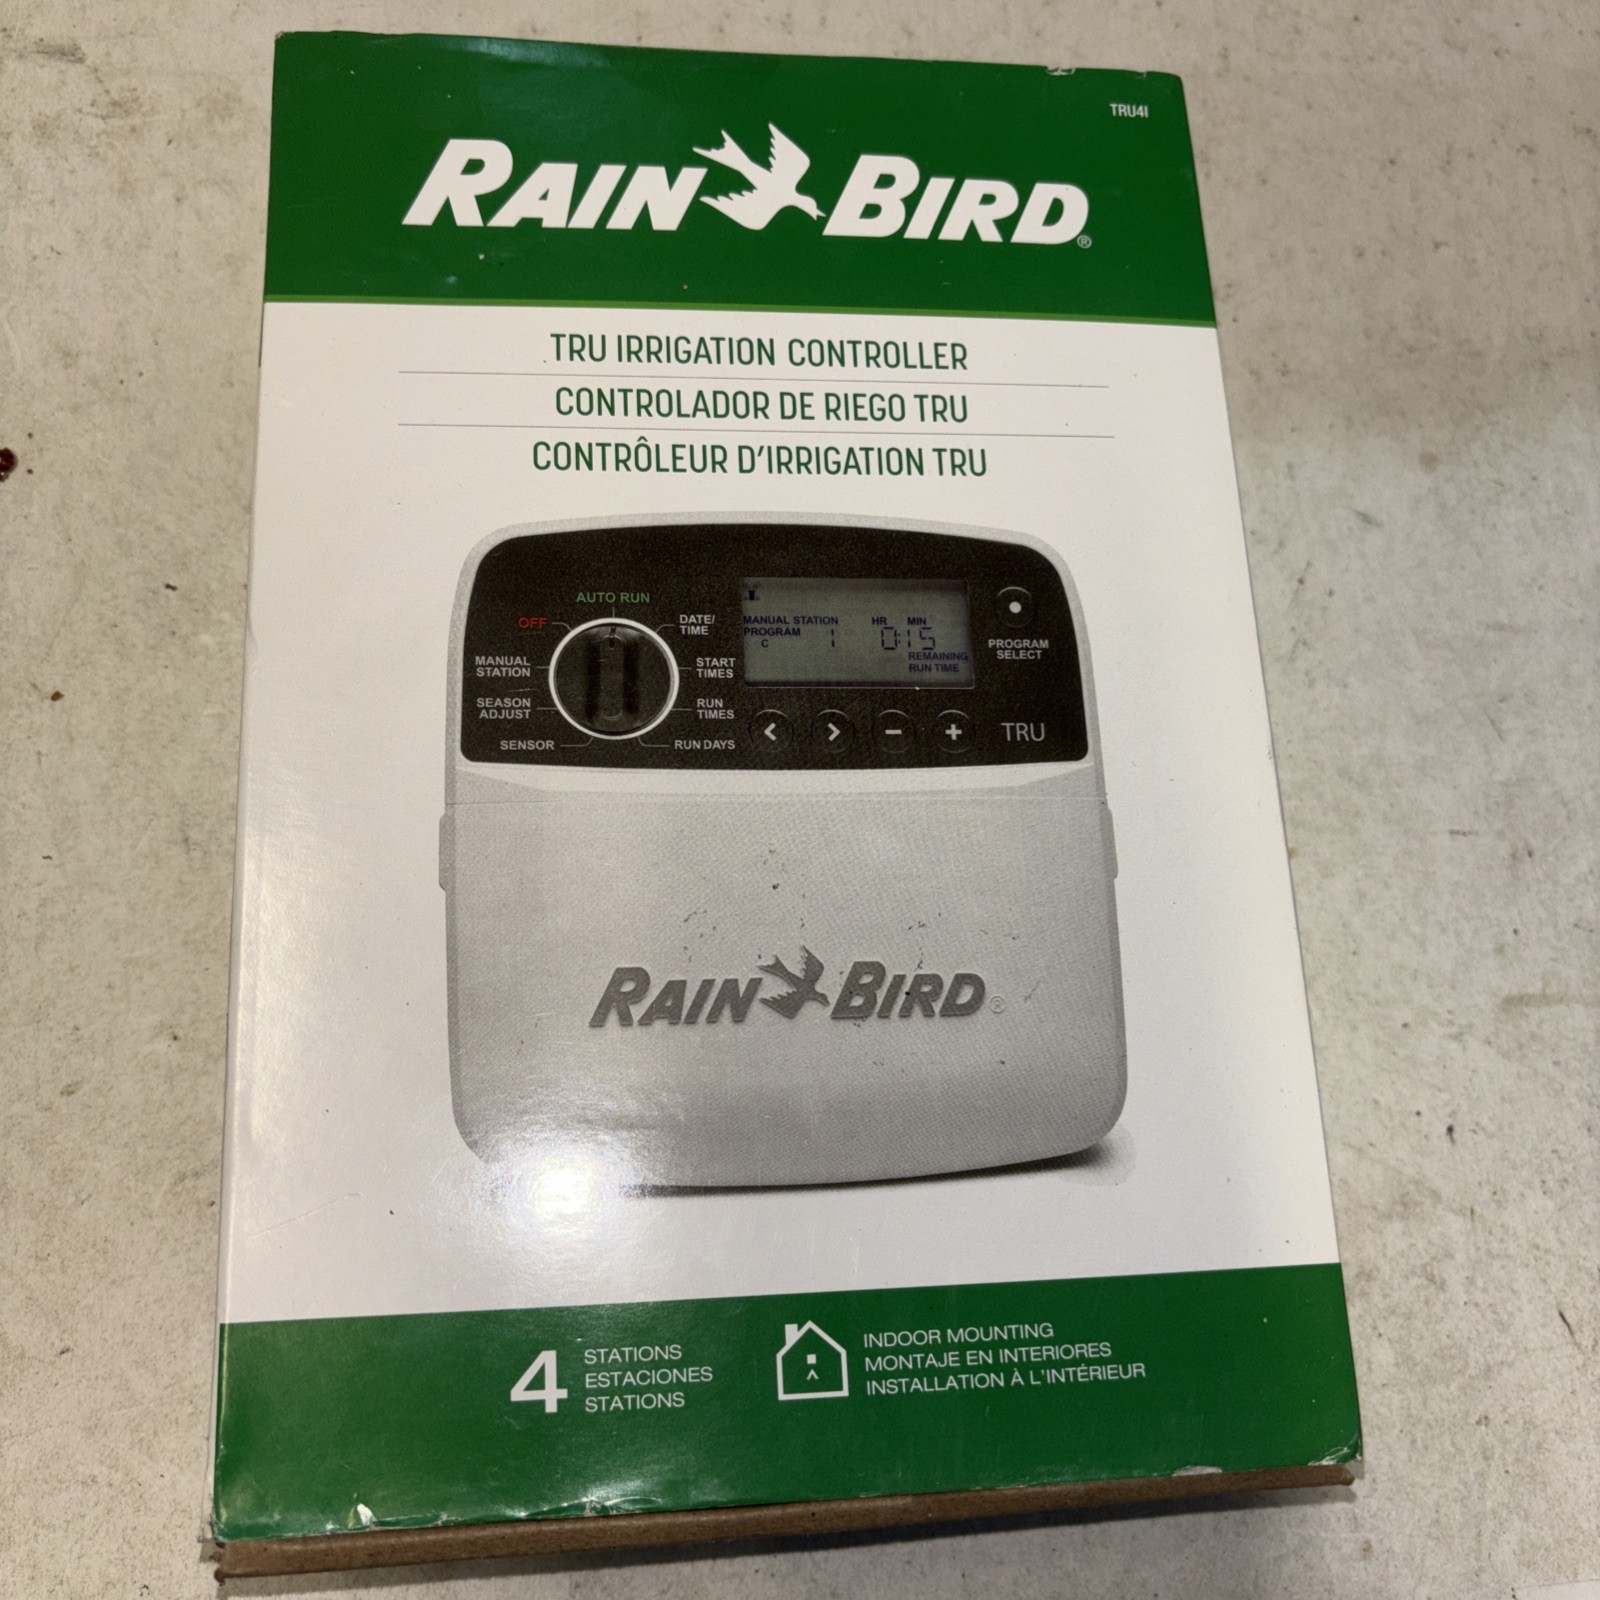 TRU4I
RAIN BIRD®
TRU IRRIGATION CONTROLLER
CONTROLADOR DE RIEGO TRU
CONTRÔLEUR D'IRRIGATION TRU
AUTO RUN
OFF
DATE/
TIME
MANUAL
STATION
START
TIMES
SEASON
ADJUST
RUN
TIMES
SENSOR
RUN DAYS
MANUAL STATION HR MIN
PROGRAM
C 1 0:15
REMAINING
RUN TIME
PROGRAM
SELECT
< > − +
TRU
RAIN BIRD®
4 STATIONS
ESTACIONES
STATIONS
INDOOR MOUNTING
MONTAJE EN INTERIORES
INSTALLATION À L'INTÉRIEUR